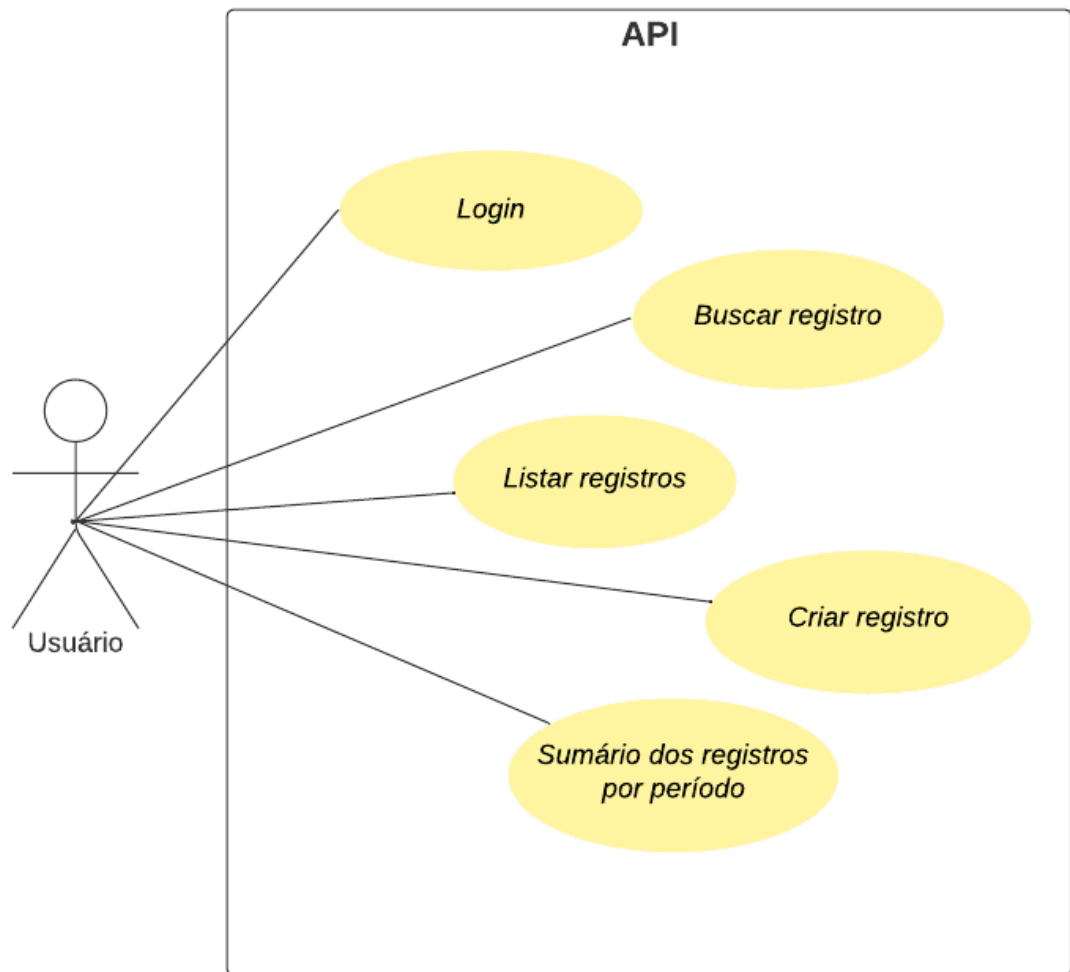 API
Login
Buscar registro
Listar registros
Criar registro
Usuário
Sumário dos registros
por período